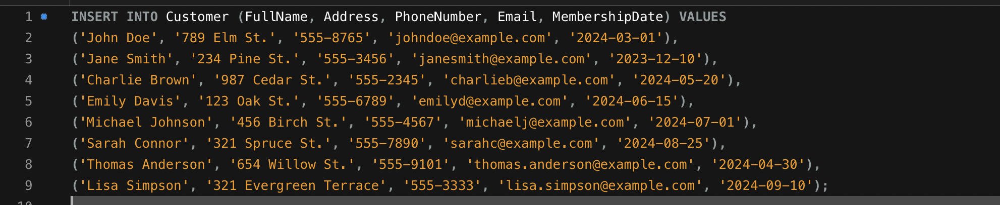 1 INSERT INTO Customer (FullName, Address, PhoneNumber, Email, MembershipDate) VALUES
2 ('John Doe', '789 Elm St.', '555-8765', 'johndoe@example.com', '2024-03-01'),
3 ('Jane Smith', '234 Pine St.', '555-3456', 'janesmith@example.com', '2023-12-10'),
4 ('Charlie Brown', '987 Cedar St.', '555-2345', 'charlieb@example.com', '2024-05-20'),
5 ('Emily Davis', '123 Oak St.', '555-6789', 'emilyd@example.com', '2024-06-15'),
6 ('Michael Johnson', '456 Birch St.', '555-4567', 'michaelj@example.com', '2024-07-01'),
7 ('Sarah Connor', '321 Spruce St.', '555-7890', 'sarahc@example.com', '2024-08-25'),
8 ('Thomas Anderson', '654 Willow St.', '555-9101', 'thomas.anderson@example.com', '2024-04-30'),
9 ('Lisa Simpson', '321 Evergreen Terrace', '555-3333', 'lisa.simpson@example.com', '2024-09-10');
10